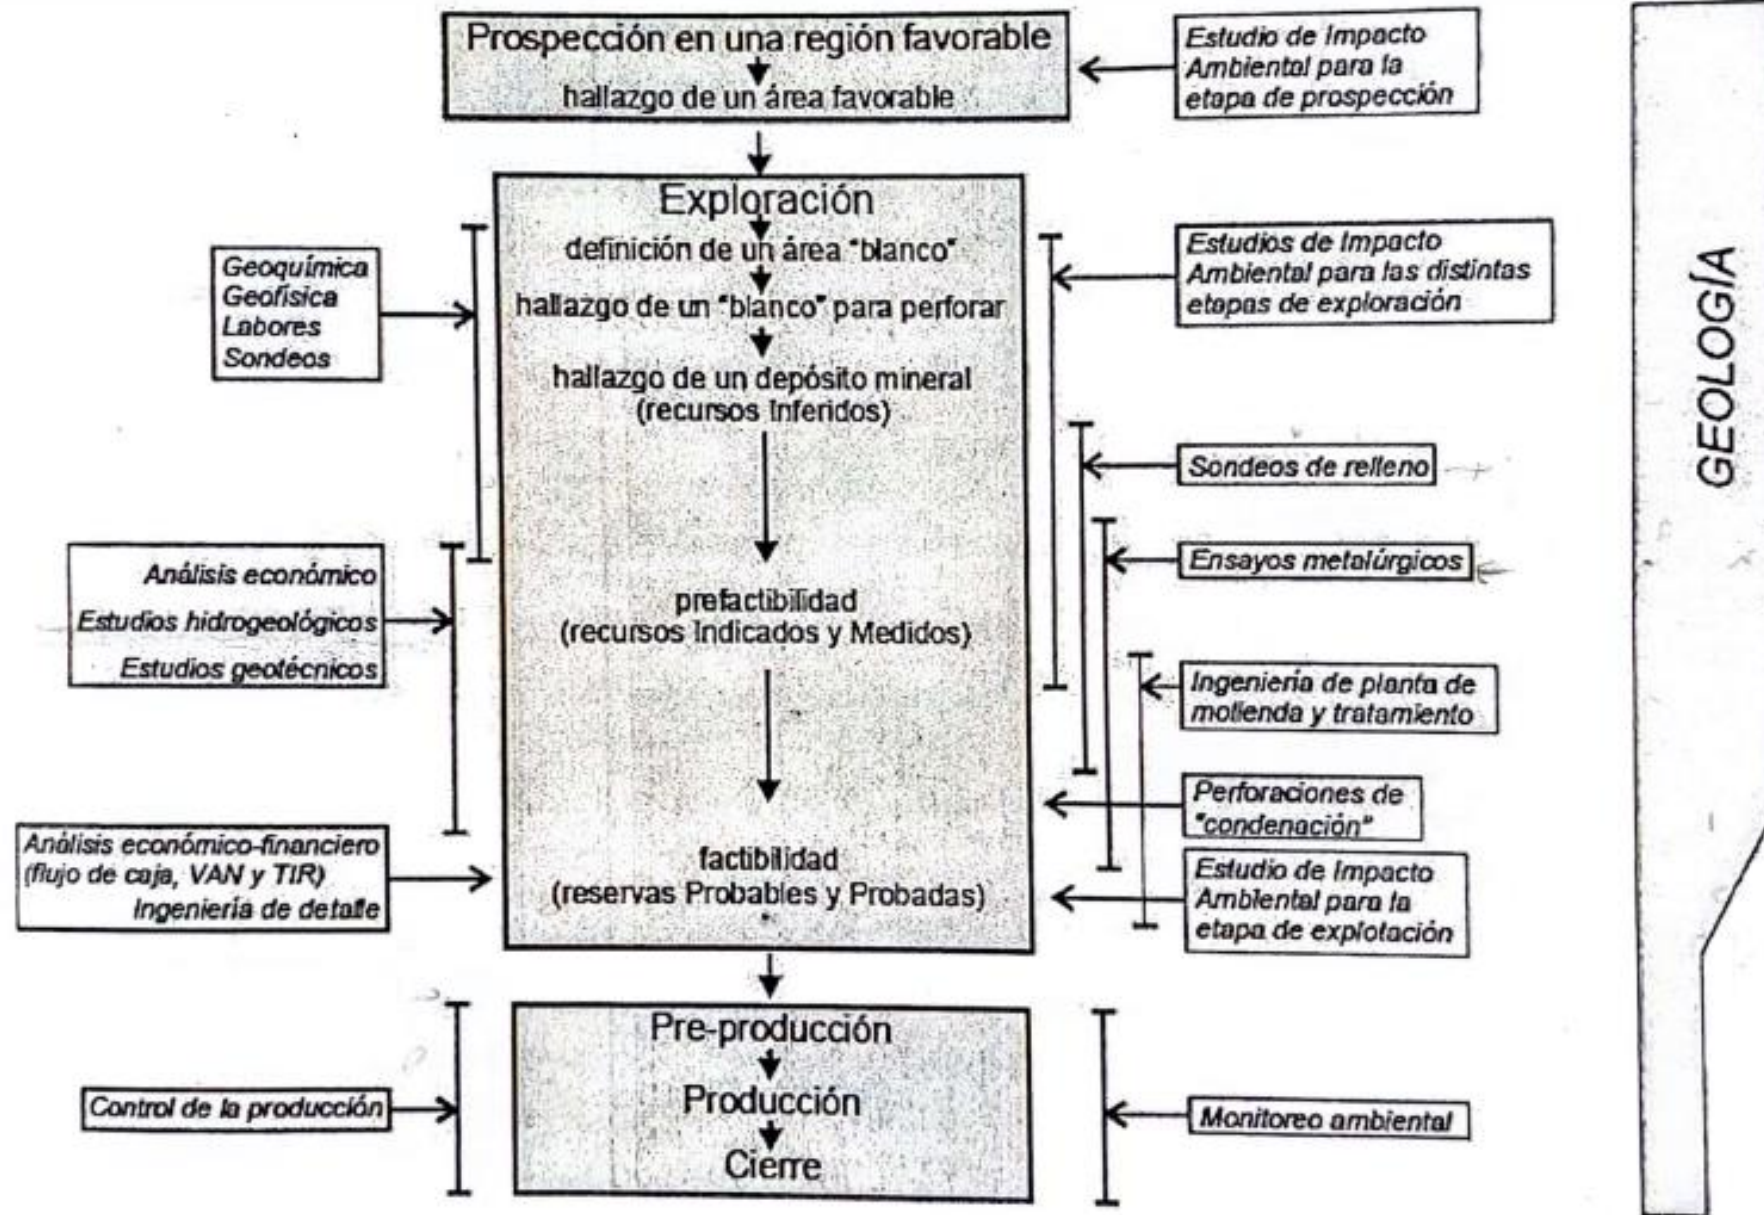 Prospección en una región favorable
hallazgo de un área favorable
Estudio de Impacto
Ambiental para la
etapa de prospección
Exploración
definición de un área "blanco"
hallazgo de un "blanco" para perforar
hallazgo de un depósito mineral
(recursos Inferidos)
prefactibilidad
(recursos Indicados y Medidos)
factibilidad
(reservas Probables y Probadas)
Geoquímica
Geofísica
Labores
Sondeos
Análisis económico
Estudios hidrogeológicos
Estudios geotécnicos
Análisis económico-financiero
(flujo de caja, VAN y TIR)
Ingeniería de detalle
Estudios de Impacto
Ambiental para las distintas
etapas de exploración
Sondeos de relleno
Ensayos metalúrgicos
Ingeniería de planta de
molienda y tratamiento
Perforaciones de
"condenación"
Estudio de Impacto
Ambiental para la
etapa de explotación
Pre-producción
Producción
Cierre
Control de la producción
Monitoreo ambiental
GEOLOGÍA